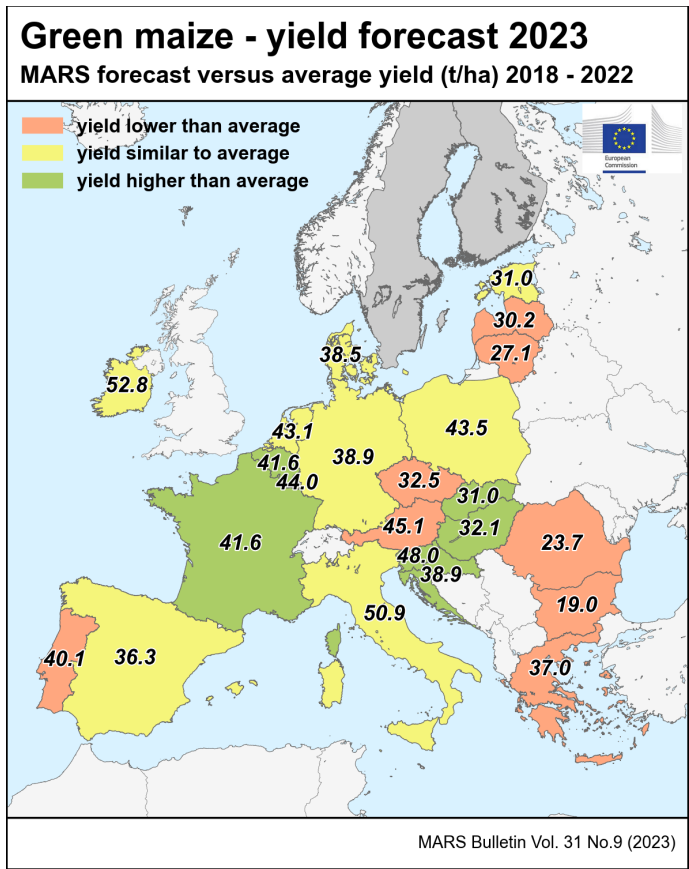 Green maize - yield forecast 2023
MARS forecast versus average yield (t/ha) 2018 - 2022
yield lower than average
yield similar to average
yield higher than average
European
Commission
31.0
30.2
27.1
38.5
52.8
43.1
43.5
38.9
41.6
44.0
32.5
31.0
45.1
32.1
41.6
23.7
48.0
38.9
19.0
50.9
40.1
36.3
37.0
MARS Bulletin Vol. 31 No.9 (2023)